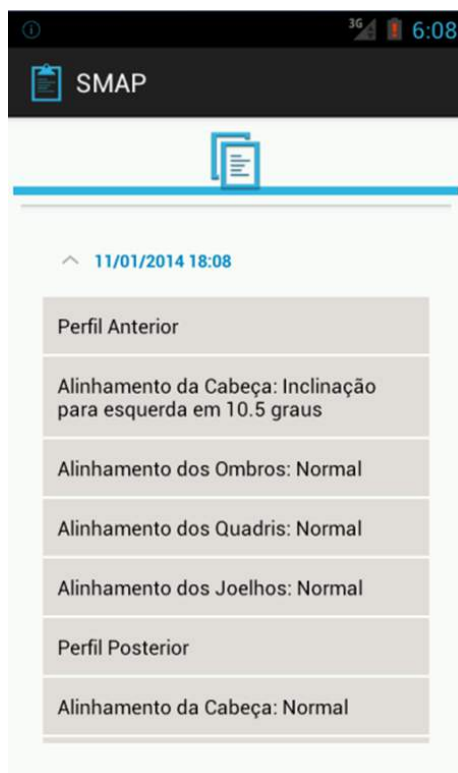 3G 6:08
SMAP
11/01/2014 18:08
Perfil Anterior
Alinhamento da Cabeça: Inclinação
para esquerda em 10.5 graus
Alinhamento dos Ombros: Normal
Alinhamento dos Quadris: Normal
Alinhamento dos Joelhos: Normal
Perfil Posterior
Alinhamento da Cabeça: Normal